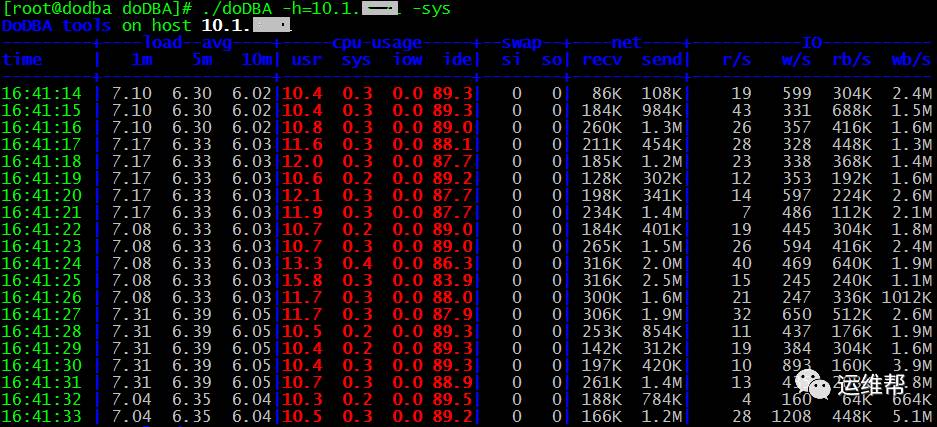 [root@dodba doDBA]# ./doDBA -h=10.1. -sys
DoDBA tools on host 10.1.
load avg cpu-usage swap net IO
time | 1m 5m 10m| usr sys iow ide| si so| recv send| r/s w/s rb/s wb/s
16:41:14 | 7.10 6.30 6.02|10.4 0.3 0.0 89.3| 0 0| 86K 108K| 19 599 304K 2.4M
16:41:15 | 7.10 6.30 6.02|10.4 0.3 0.0 89.3| 0 0| 184K 984K| 43 331 688K 1.5M
16:41:16 | 7.10 6.30 6.02|10.8 0.3 0.0 89.0| 0 0| 260K 1.3M| 26 357 416K 1.6M
16:41:17 | 7.17 6.33 6.03|11.6 0.3 0.0 88.1| 0 0| 211K 454K| 28 328 448K 1.3M
16:41:18 | 7.17 6.33 6.03|12.0 0.3 0.0 87.7| 0 0| 185K 1.2M| 23 338 368K 1.4M
16:41:19 | 7.17 6.33 6.03|10.6 0.2 0.0 89.2| 0 0| 128K 302K| 12 353 192K 1.6M
16:41:20 | 7.17 6.33 6.03|12.1 0.3 0.0 87.7| 0 0| 198K 341K| 14 597 224K 2.6M
16:41:21 | 7.17 6.33 6.03|11.9 0.3 0.0 87.7| 0 0| 234K 1.4M| 7 486 112K 2.1M
16:41:22 | 7.08 6.33 6.03|10.7 0.2 0.0 89.0| 0 0| 184K 401K| 19 445 304K 1.8M
16:41:23 | 7.08 6.33 6.03|10.7 0.3 0.0 89.0| 0 0| 265K 1.5M| 26 594 416K 2.4M
16:41:24 | 7.08 6.33 6.03|13.3 0.4 0.0 86.3| 0 0| 316K 2.0M| 40 469 640K 1.9M
16:41:25 | 7.08 6.33 6.03|15.8 0.3 0.0 83.9| 0 0| 316K 2.5M| 15 245 240K 1.1M
16:41:26 | 7.08 6.33 6.03|11.7 0.3 0.0 88.0| 0 0| 300K 1.6M| 21 247 336K 1012K
16:41:27 | 7.31 6.39 6.05|11.7 0.3 0.0 87.9| 0 0| 306K 1.9M| 32 650 512K 2.6M
16:41:28 | 7.31 6.39 6.05|10.5 0.2 0.0 89.3| 0 0| 253K 854K| 11 437 176K 1.9M
16:41:29 | 7.31 6.39 6.05|10.4 0.2 0.0 89.3| 0 0| 142K 312K| 19 384 304K 1.6M
16:41:30 | 7.31 6.39 6.05|10.4 0.3 0.0 89.3| 0 0| 197K 420K| 10 160K 3.9M
16:41:31 | 7.31 6.39 6.05|10.7 0.3 0.0 88.9| 0 0| 261K 1.4M| 13
16:41:32 | 7.04 6.35 6.04|10.3 0.2 0.0 89.5| 0 0| 188K 784K| 4 160 64K 664K
16:41:33 | 7.04 6.35 6.04|10.5 0.3 0.0 89.2| 0 0| 166K 1.2M| 28 1208 448K 5.1M
运维帮